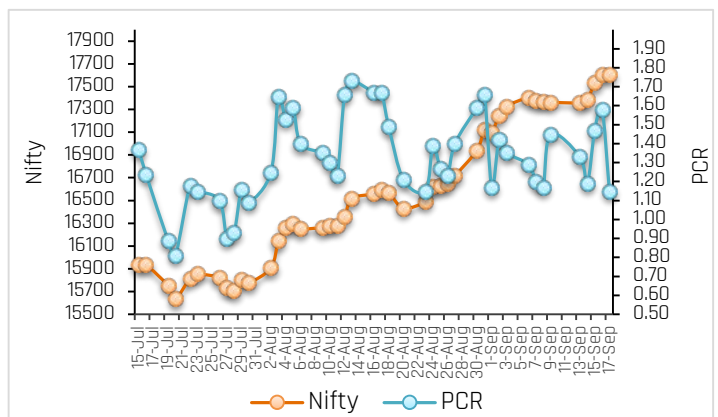 17900
17600
17300
17100
16900
16700
16500
16300
16100
15900
15700
15500
Nifty
1.90
1.80
1.70
1.60
1.50
1.40
1.30
1.20
1.10
1.00
0.90
0.80
0.70
0.60
0.50
PCR
15-Jul
17-Jul
19-Jul
21-Jul
23-Jul
25-Jul
27-Jul
29-Jul
31-Jul
2-Aug
4-Aug
6-Aug
8-Aug
10-Aug
12-Aug
14-Aug
16-Aug
18-Aug
20-Aug
22-Aug
24-Aug
26-Aug
28-Aug
30-Aug
1-Sep
3-Sep
5-Sep
7-Sep
9-Sep
11-Sep
13-Sep
15-Sep
17-Sep
Nifty PCR